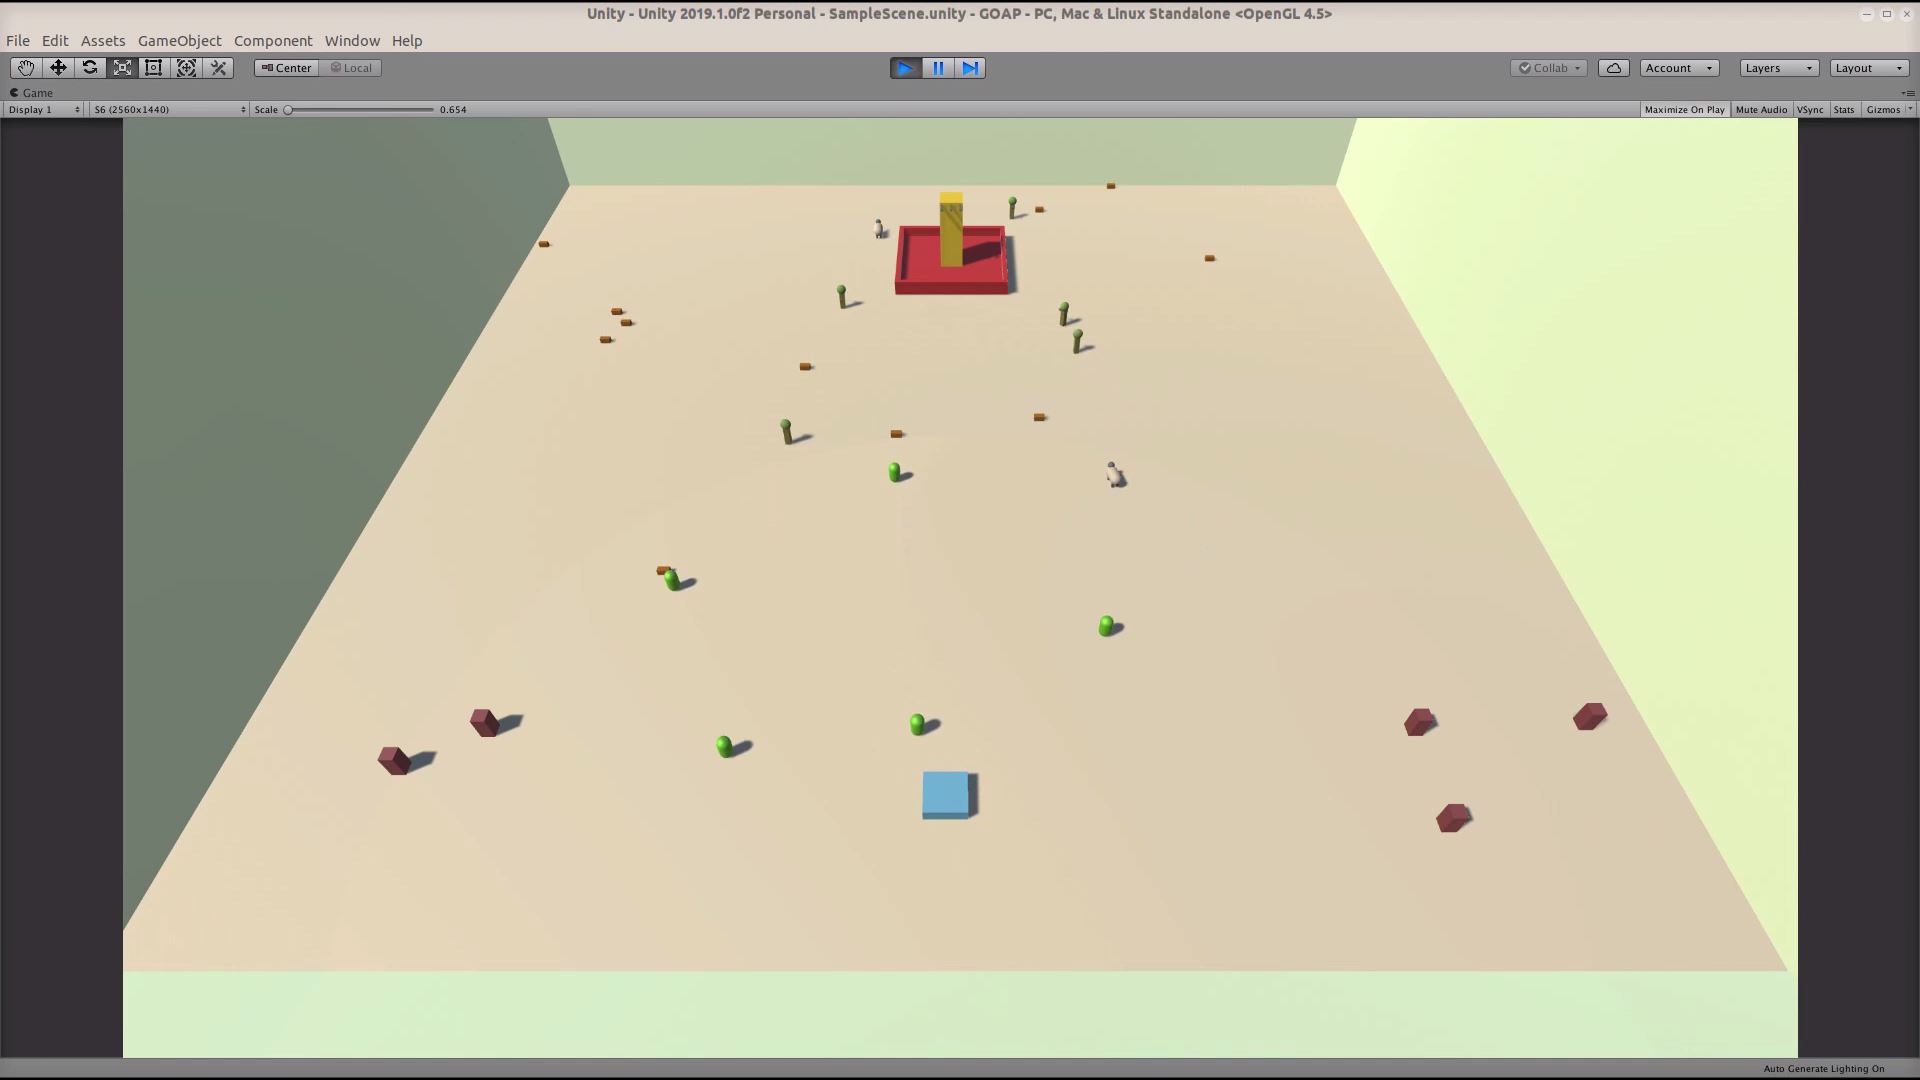 Unity - Unity 2019.1.0f2 Personal - SampleScene.unity - GOAP - PC, Mac & Linux Standalone <OpenGL 4.5>
File Edit Assets GameObject Component Window Help
Center Local Collab Account Layers Layout
Game
Display 1 S6 (2560x1440) Scale 0.654 Maximize On Play Mute Audio VSync Stats Gizmos
Auto Generate Lighting On